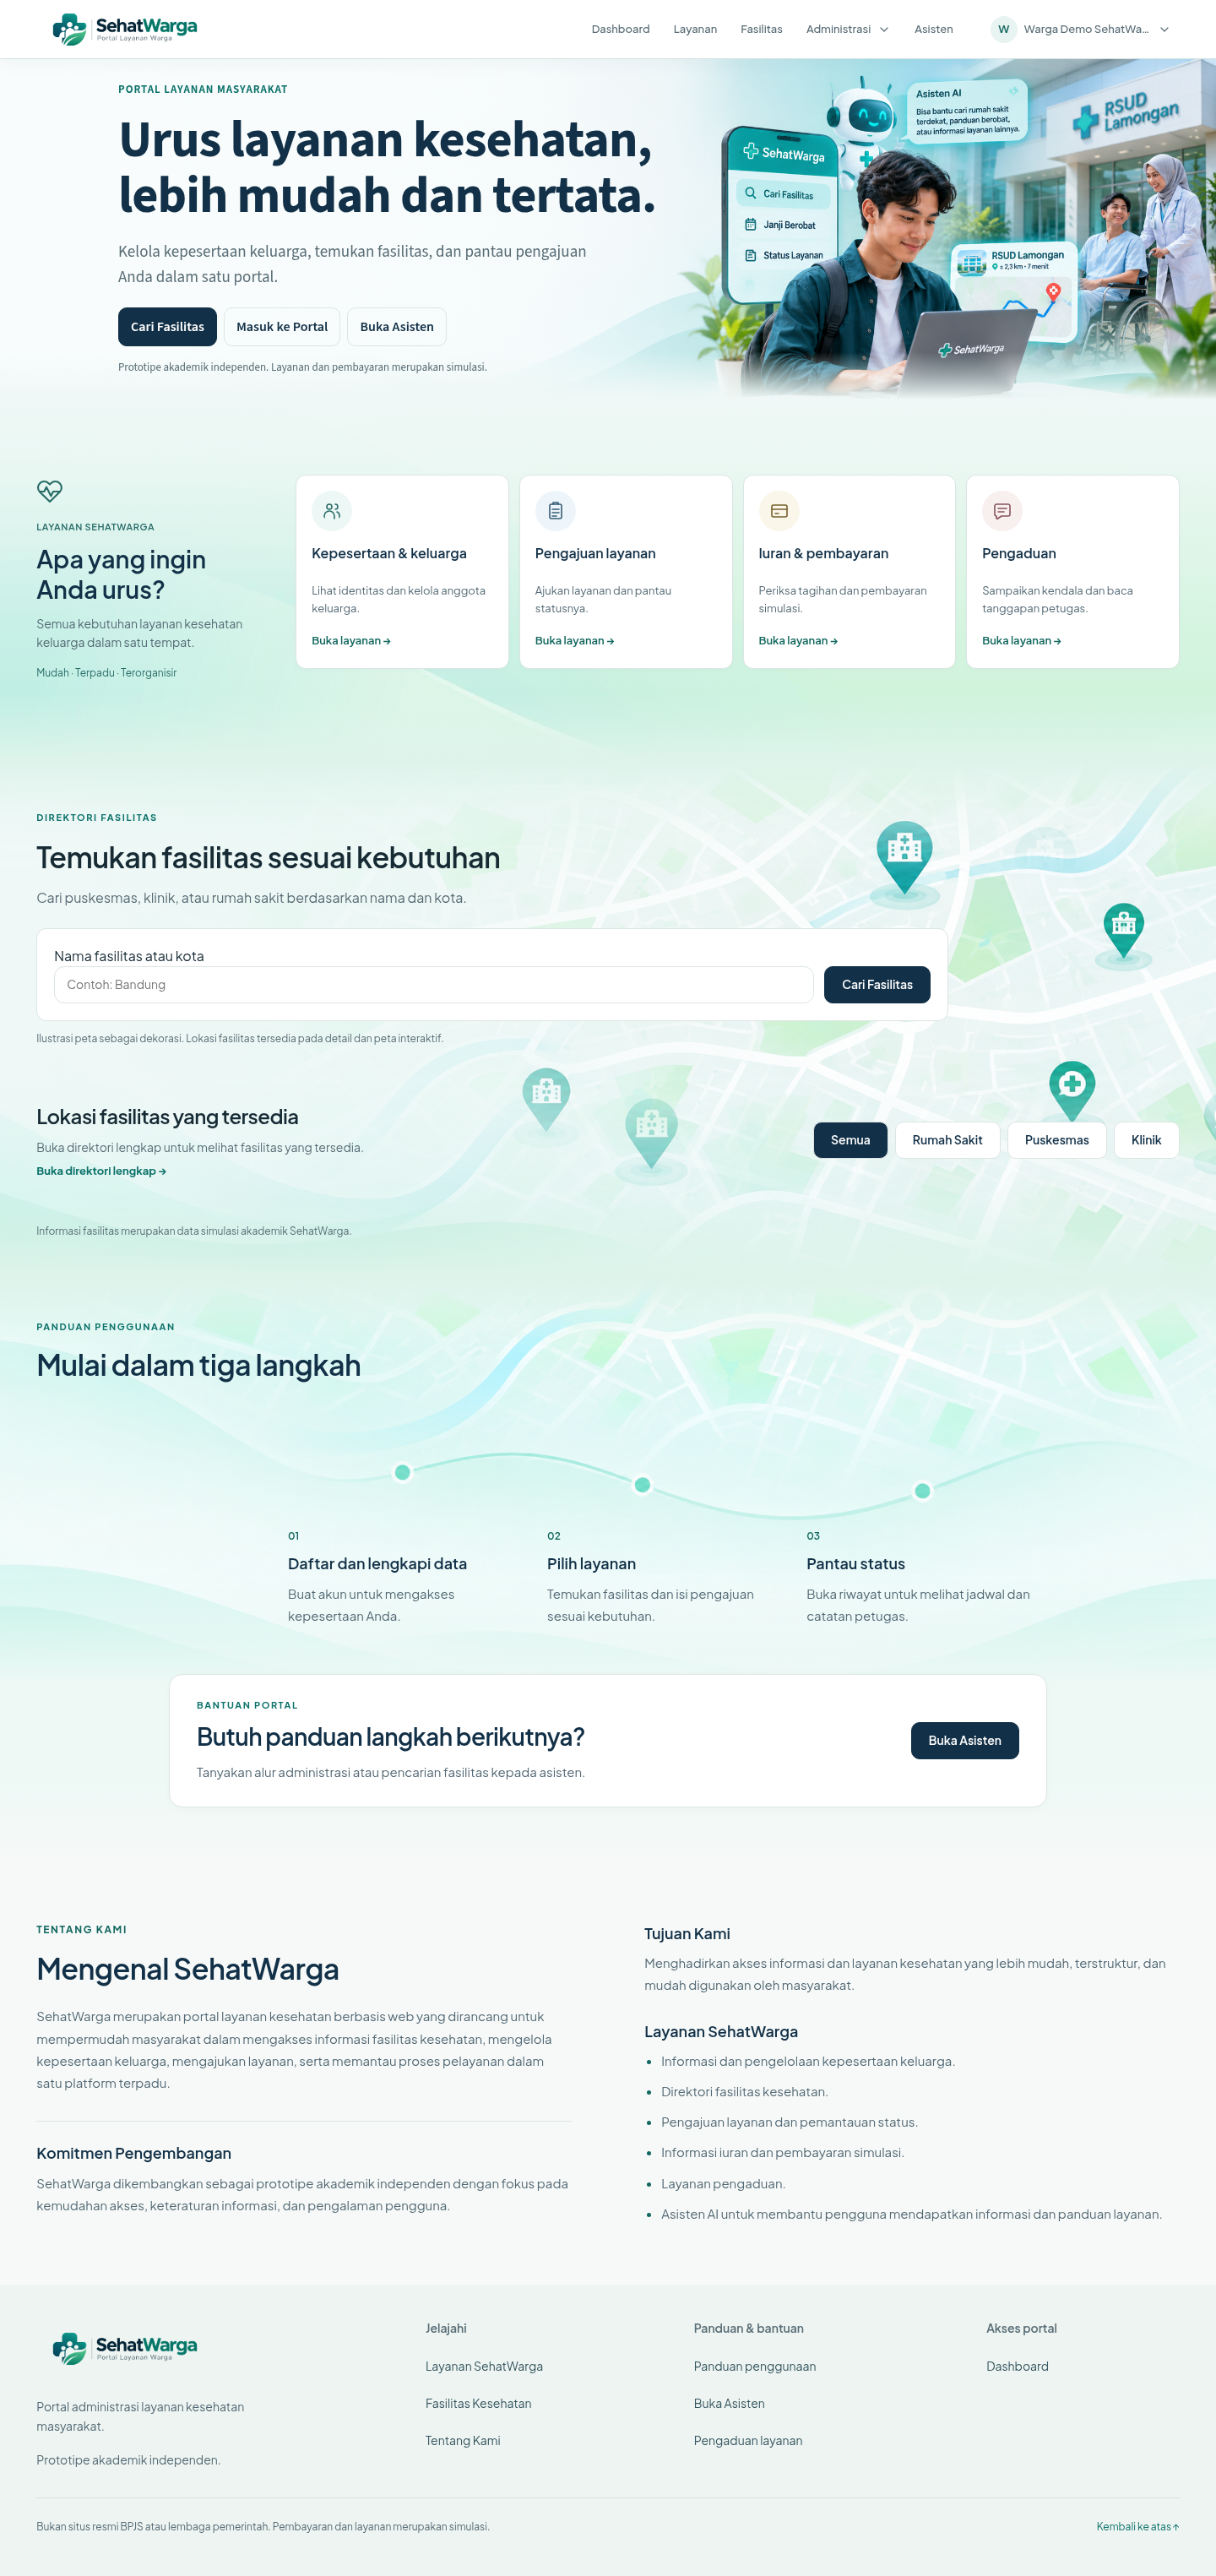 SehatWarga
Portal Layanan Warga
Dashboard
Layanan
Fasilitas
Administrasi
Asisten
W
Warga Demo SehatWa...
PORTAL LAYANAN MASYARAKAT
Urus layanan kesehatan,
lebih mudah dan tertata.
Kelola kepesertaan keluarga, temukan fasilitas, dan pantau pengajuan
Anda dalam satu portal.
Cari Fasilitas
Masuk ke Portal
Buka Asisten
Prototipe akademik independen. Layanan dan pembayaran merupakan simulasi.
SehatWarga
Cari Fasilitas
Janji Berobat
Status Layanan
Asisten AI
Bisa bantu cari rumah sakit
terdekat, panduan berobat,
atau informasi layanan lainnya.
RSUD
Lamongan
RSUD Lamongan
± 2,3 km • 7 menit
SehatWarga
LAYANAN SEHATWARGA
Apa yang ingin
Anda urus?
Semua kebutuhan layanan kesehatan
keluarga dalam satu tempat.
Mudah · Terpadu · Terorganisir
Kepesertaan & keluarga
Lihat identitas dan kelola anggota
keluarga.
Buka layanan →
Pengajuan layanan
Ajukan layanan dan pantau
statusnya.
Buka layanan →
Iuran & pembayaran
Periksa tagihan dan pembayaran
simulasi.
Buka layanan →
Pengaduan
Sampaikan kendala dan baca
tanggapan petugas.
Buka layanan →
DIREKTORI FASILITAS
Temukan fasilitas sesuai kebutuhan
Cari puskesmas, klinik, atau rumah sakit berdasarkan nama dan kota.
Nama fasilitas atau kota
Contoh: Bandung
Cari Fasilitas
Ilustrasi peta sebagai dekorasi. Lokasi fasilitas tersedia pada detail dan peta interaktif.
Lokasi fasilitas yang tersedia
Buka direktori lengkap untuk melihat fasilitas yang tersedia.
Buka direktori lengkap →
Semua
Rumah Sakit
Puskesmas
Klinik
Informasi fasilitas merupakan data simulasi akademik SehatWarga.
PANDUAN PENGGUNAAN
Mulai dalam tiga langkah
01
Daftar dan lengkapi data
Buat akun untuk mengakses
kepesertaan Anda.
02
Pilih layanan
Temukan fasilitas dan isi pengajuan
sesuai kebutuhan.
03
Pantau status
Buka riwayat untuk melihat jadwal dan
catatan petugas.
BANTUAN PORTAL
Butuh panduan langkah berikutnya?
Tanyakan alur administrasi atau pencarian fasilitas kepada asisten.
Buka Asisten
TENTANG KAMI
Mengenal SehatWarga
SehatWarga merupakan portal layanan kesehatan berbasis web yang dirancang untuk
mempermudah masyarakat dalam mengakses informasi fasilitas kesehatan, mengelola
kepesertaan keluarga, mengajukan layanan, serta memantau proses pelayanan dalam
satu platform terpadu.
Komitmen Pengembangan
SehatWarga dikembangkan sebagai prototipe akademik independen dengan fokus pada
kemudahan akses, keteraturan informasi, dan pengalaman pengguna.
Tujuan Kami
Menghadirkan akses informasi dan layanan kesehatan yang lebih mudah, terstruktur, dan
mudah digunakan oleh masyarakat.
Layanan SehatWarga
• Informasi dan pengelolaan kepesertaan keluarga.
• Direktori fasilitas kesehatan.
• Pengajuan layanan dan pemantauan status.
• Informasi iuran dan pembayaran simulasi.
• Layanan pengaduan.
• Asisten AI untuk membantu pengguna mendapatkan informasi dan panduan layanan.
SehatWarga
Portal Layanan Warga
Portal administrasi layanan kesehatan
masyarakat.
Prototipe akademik independen.
Jelajahi
Layanan SehatWarga
Fasilitas Kesehatan
Tentang Kami
Panduan & bantuan
Panduan penggunaan
Buka Asisten
Pengaduan layanan
Akses portal
Dashboard
Bukan situs resmi BPJS atau lembaga pemerintah. Pembayaran dan layanan merupakan simulasi.
Kembali ke atas ↑